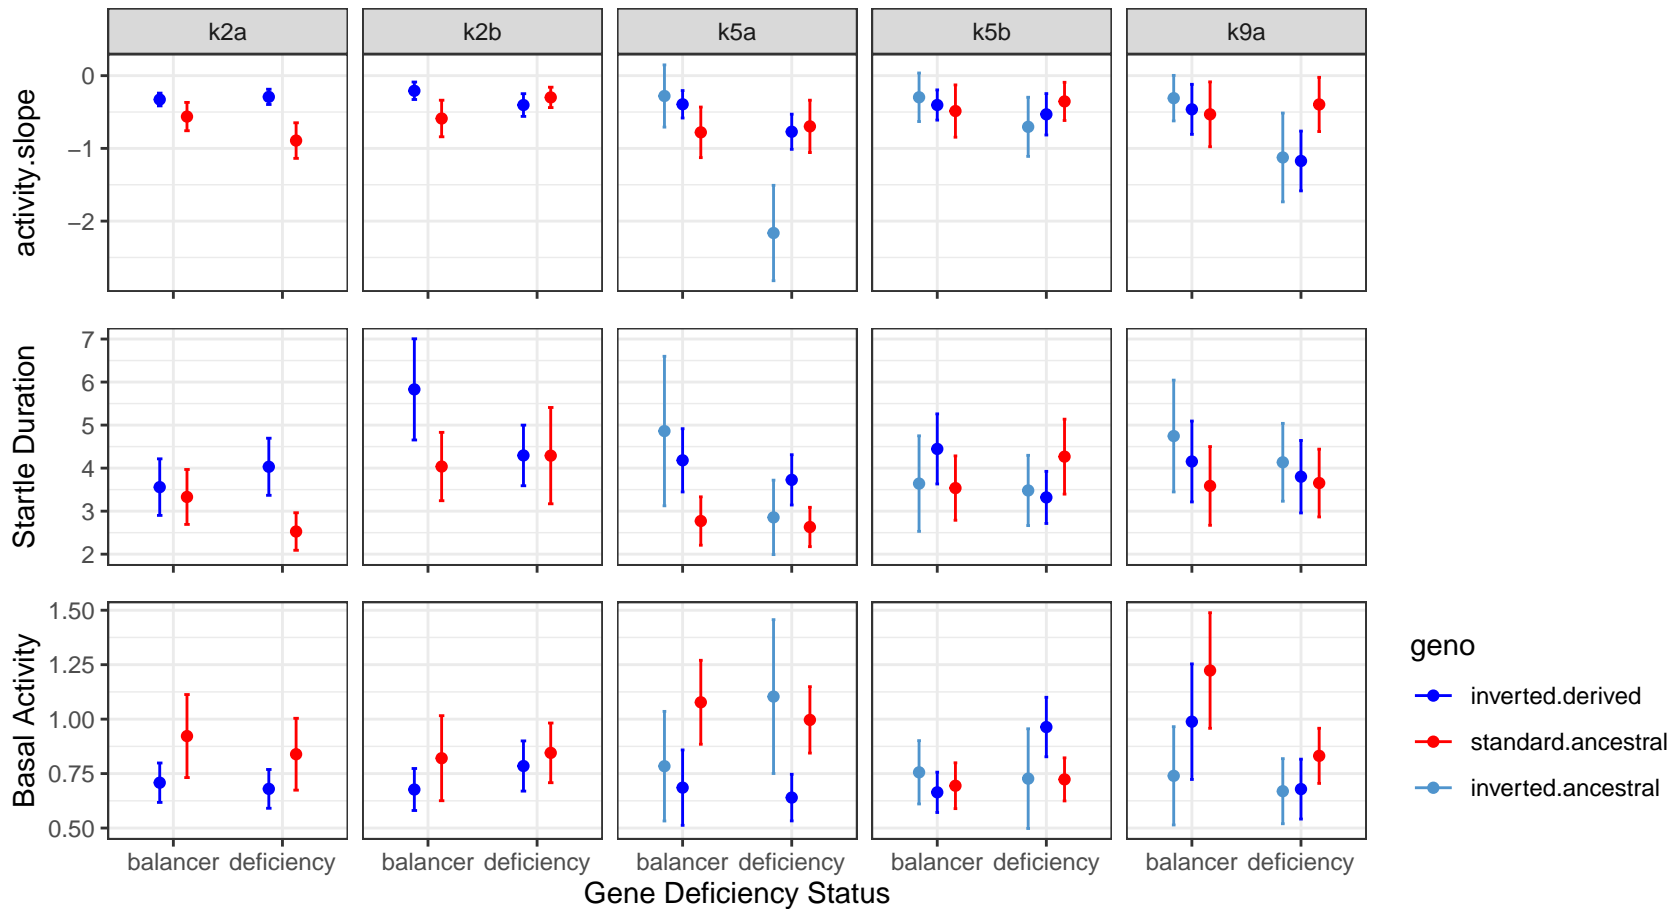 k2a k2b k5a k5b k9a
activity.slope
0
−1
−2
Startle Duration
7
6
5
4
3
2
Basal Activity
1.50
1.25
1.00
0.75
0.50
balancer deficiency balancer deficiency balancer deficiency balancer deficiency balancer deficiency
Gene Deficiency Status
geno
inverted.derived
standard.ancestral
inverted.ancestral